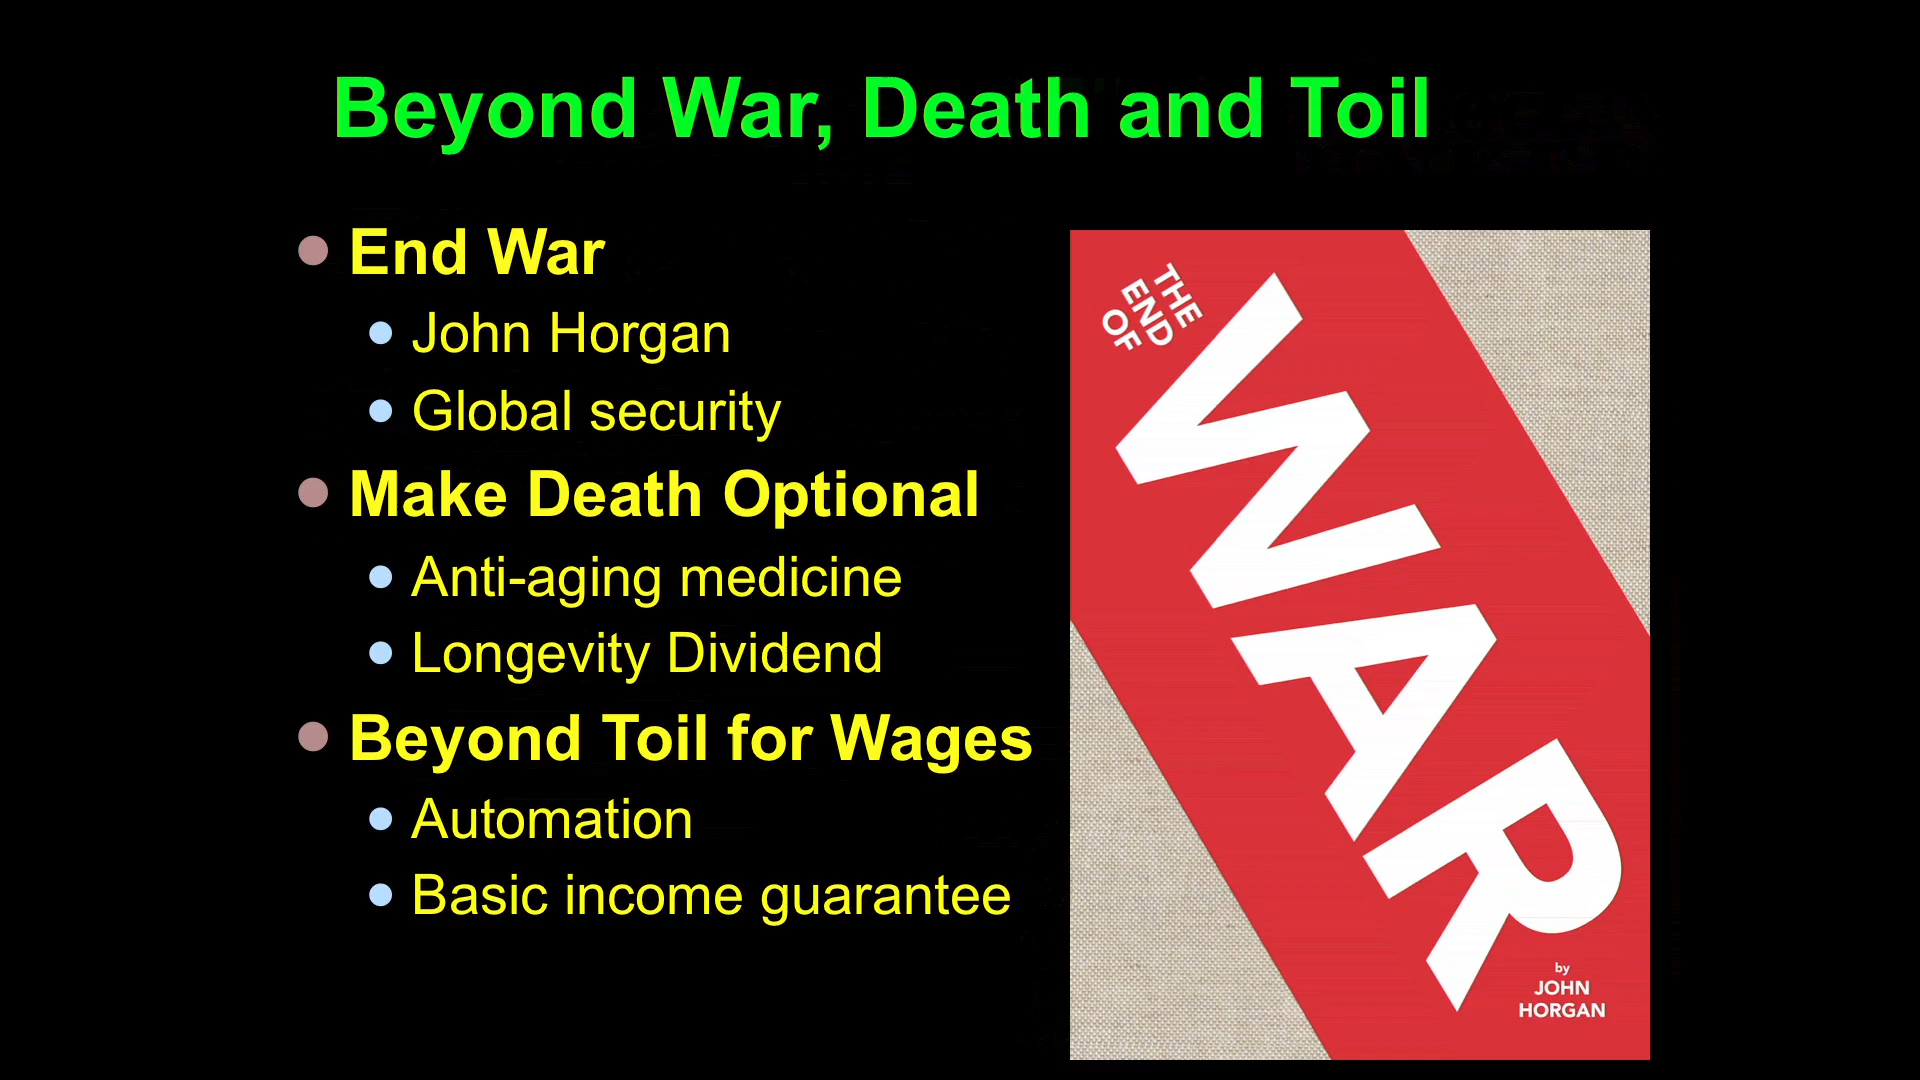 Beyond War, Death and Toil
End War
John Horgan
Global security
Make Death Optional
Anti-aging medicine
Longevity Dividend
Beyond Toil for Wages
Automation
Basic income guarantee
THE
END
OF
WAR
by
JOHN
HORGAN